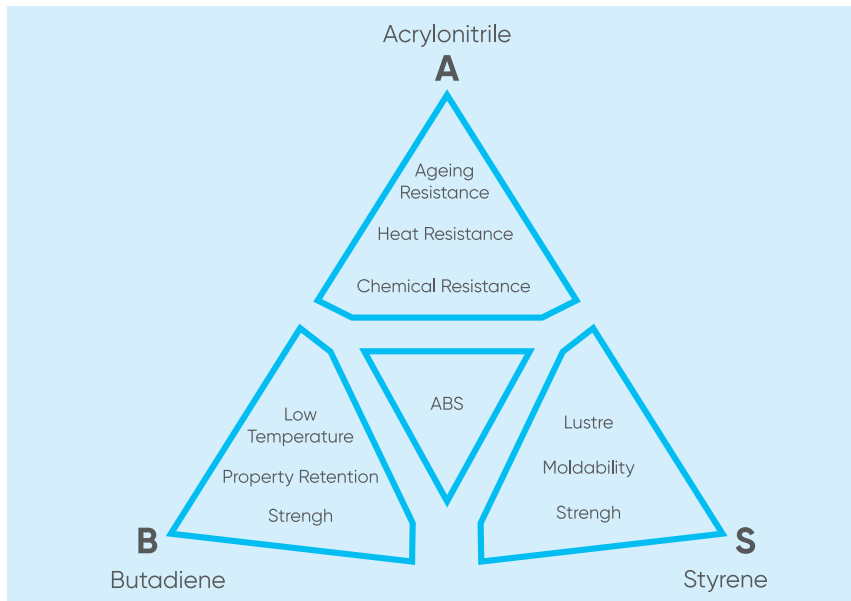 Acrylonitrile
A
Ageing
Resistance
Heat Resistance
Chemical Resistance
ABS
Low
Temperature
Property Retention
Strengh
B
Butadiene
Lustre
Moldability
Strengh
S
Styrene